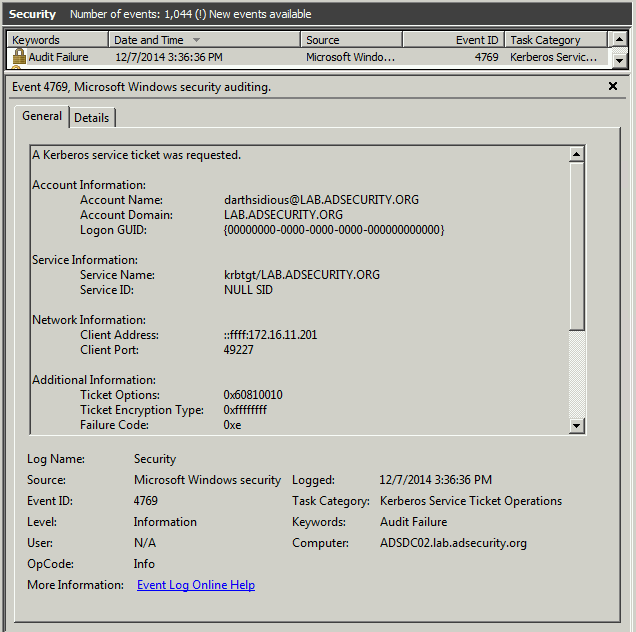 Security Number of events: 1,044 (!) New events available
Keywords Date and Time Source Event ID Task Category
Audit Failure 12/7/2014 3:36:36 PM Microsoft Windo... 4769 Kerberos Servic...
Event 4769, Microsoft Windows security auditing.
General Details
A Kerberos service ticket was requested.
Account Information:
Account Name: darthsidious@LAB.ADSECURITY.ORG
Account Domain: LAB.ADSECURITY.ORG
Logon GUID: {00000000-0000-0000-0000-000000000000}
Service Information:
Service Name: krbtgt/LAB.ADSECURITY.ORG
Service ID: NULL SID
Network Information:
Client Address: ::ffff:172.16.11.201
Client Port: 49227
Additional Information:
Ticket Options: 0x60810010
Ticket Encryption Type: 0xffffffff
Failure Code: 0xe
Log Name: Security
Source: Microsoft Windows security Logged: 12/7/2014 3:36:36 PM
Event ID: 4769 Task Category: Kerberos Service Ticket Operations
Level: Information Keywords: Audit Failure
User: N/A Computer: ADSDC02.lab.adsecurity.org
OpCode: Info
More Information: Event Log Online Help